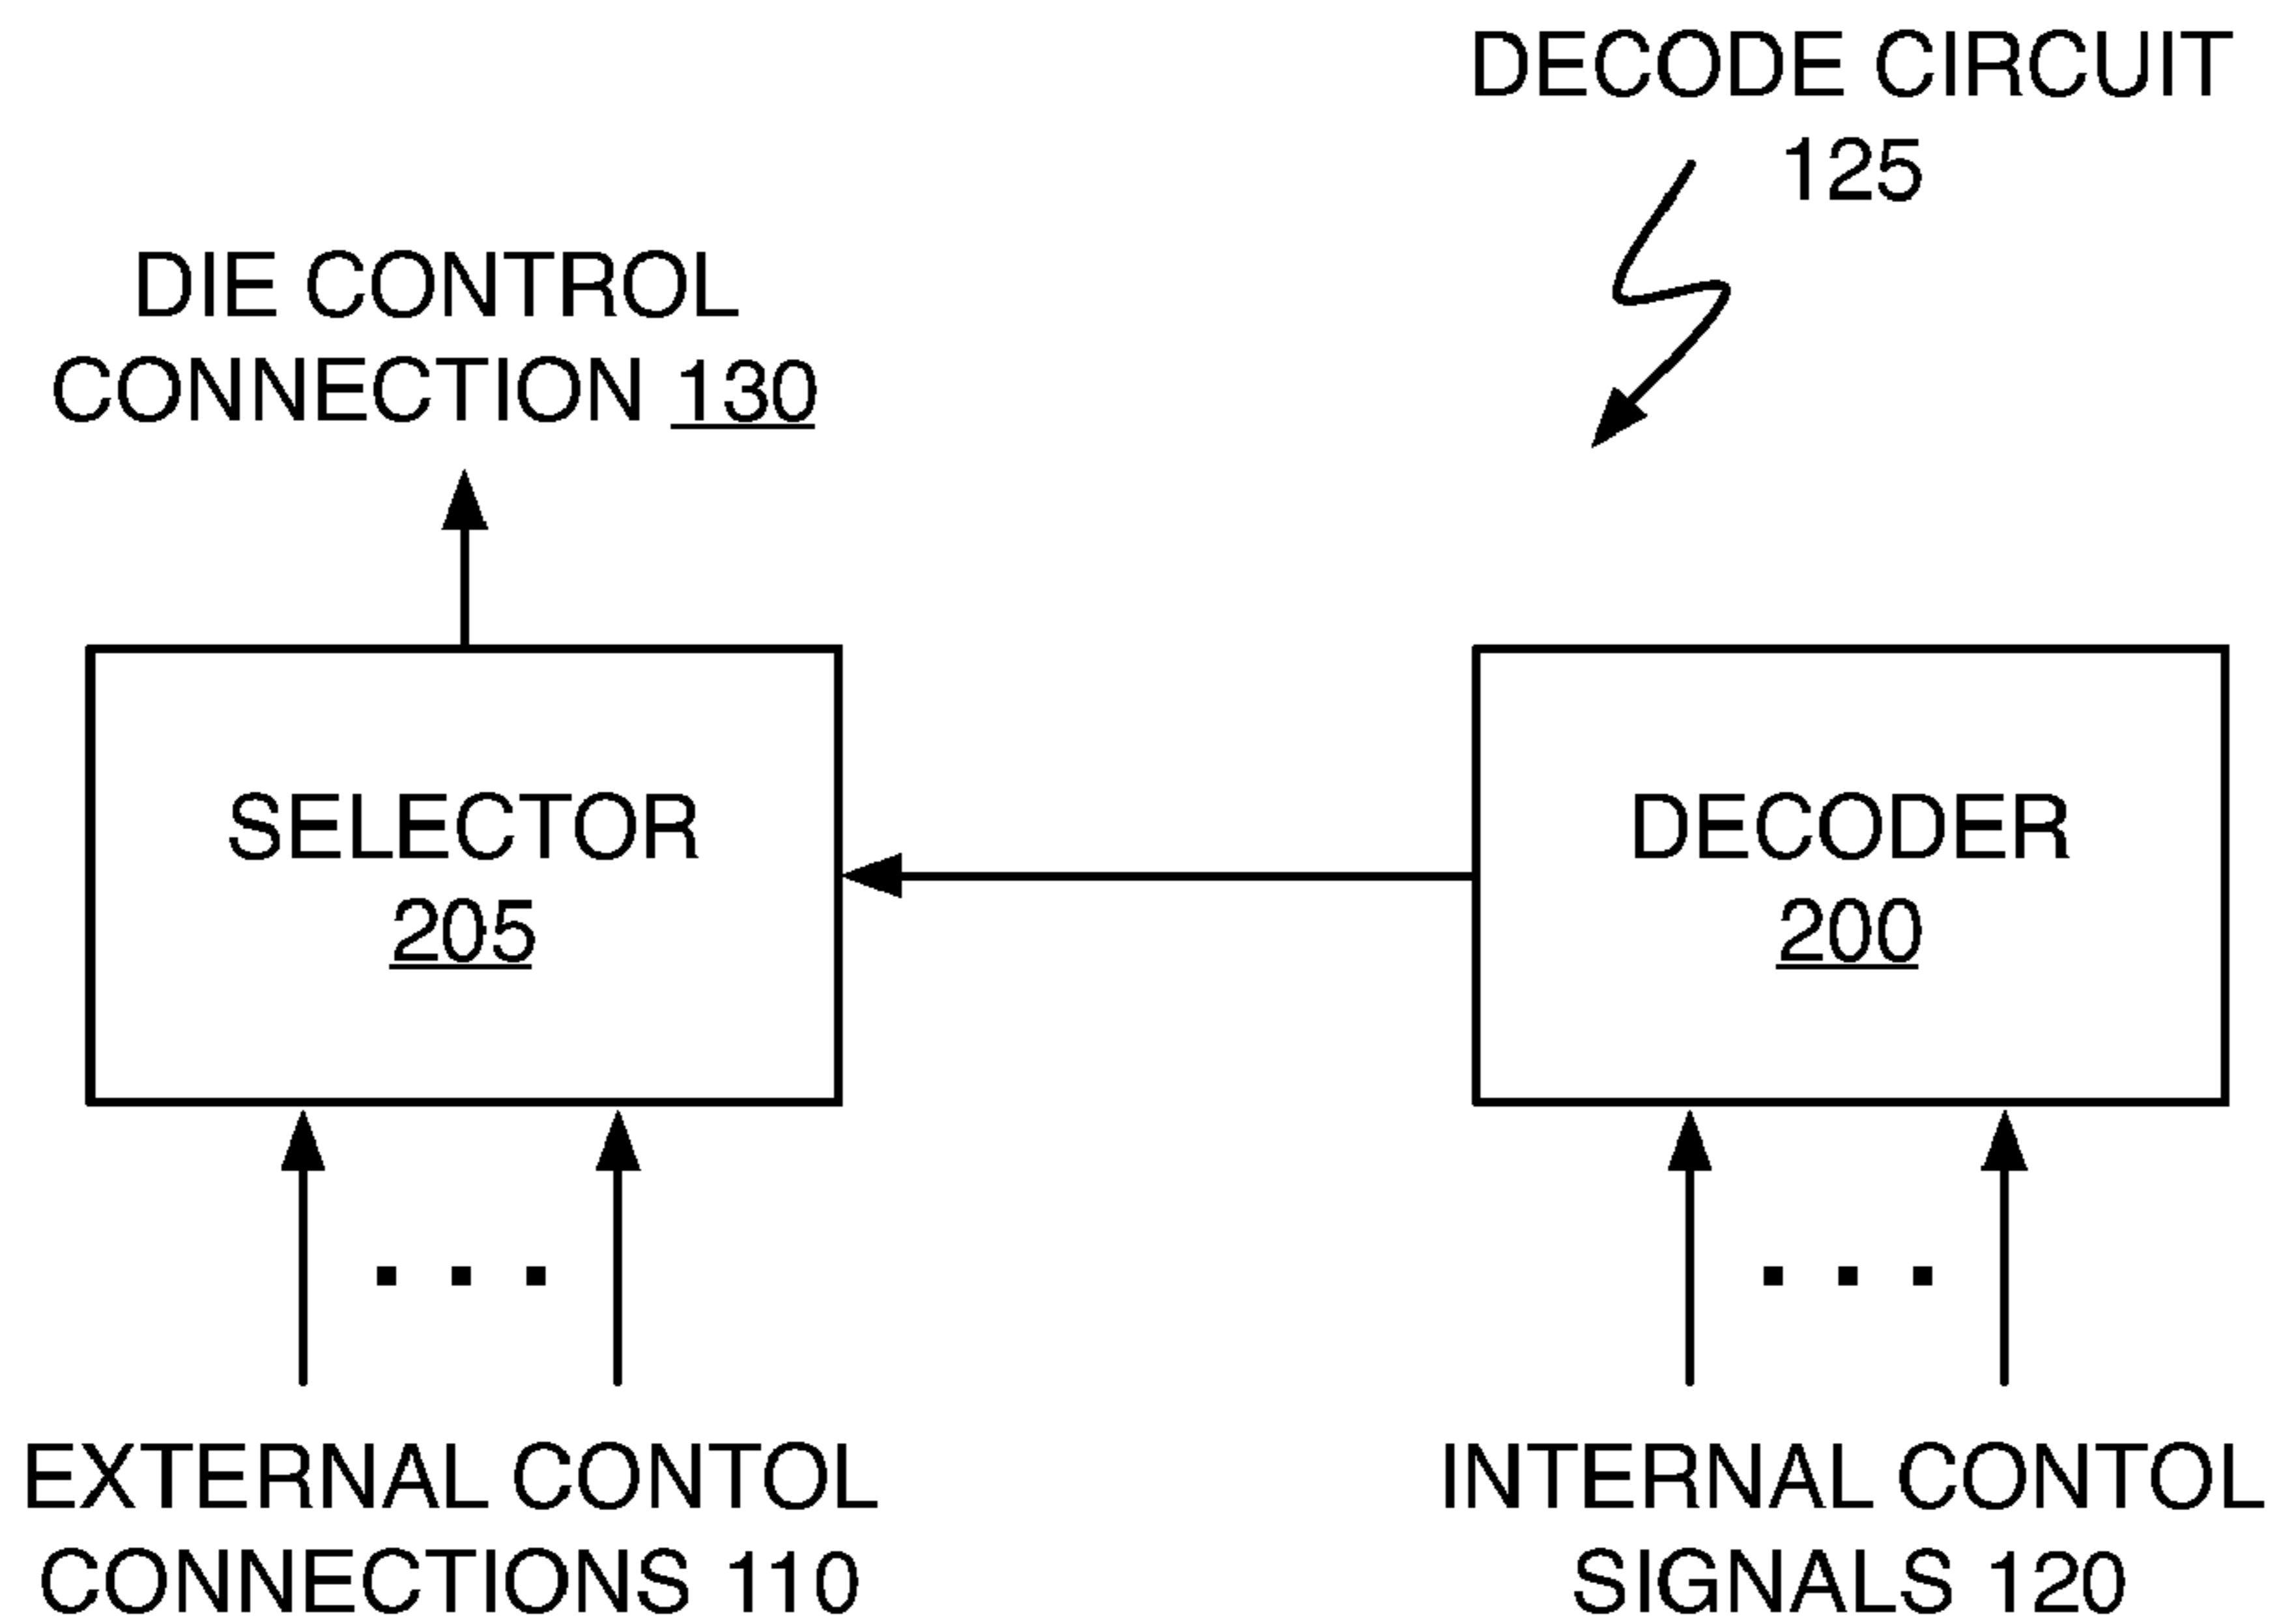 DECODE CIRCUIT
125
DIE CONTROL
CONNECTION 130
SELECTOR
205
DECODER
200
EXTERNAL CONTOL
CONNECTIONS 110
INTERNAL CONTOL
SIGNALS 120